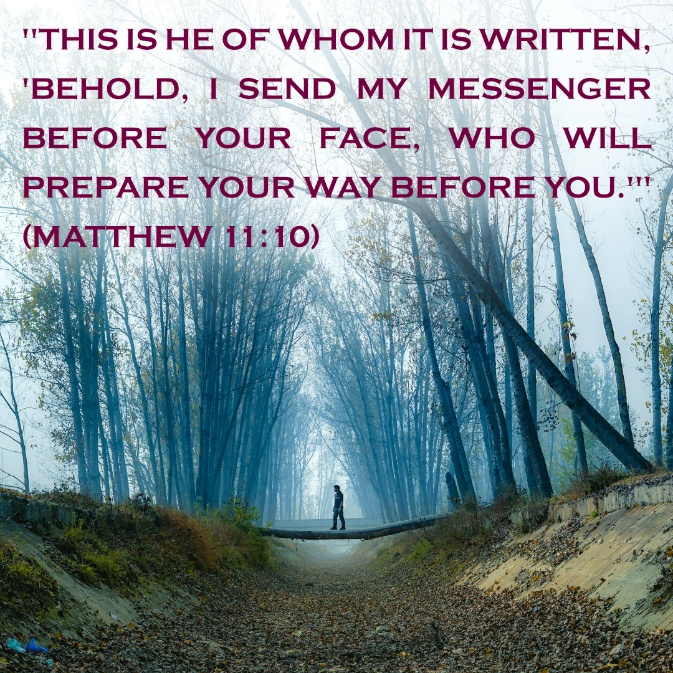 "THIS IS HE OF WHOM IT IS WRITTEN,
'BEHOLD, I SEND MY MESSENGER
BEFORE YOUR FACE, WHO WILL
PREPARE YOUR WAY BEFORE YOU.'"
(MATTHEW 11:10)